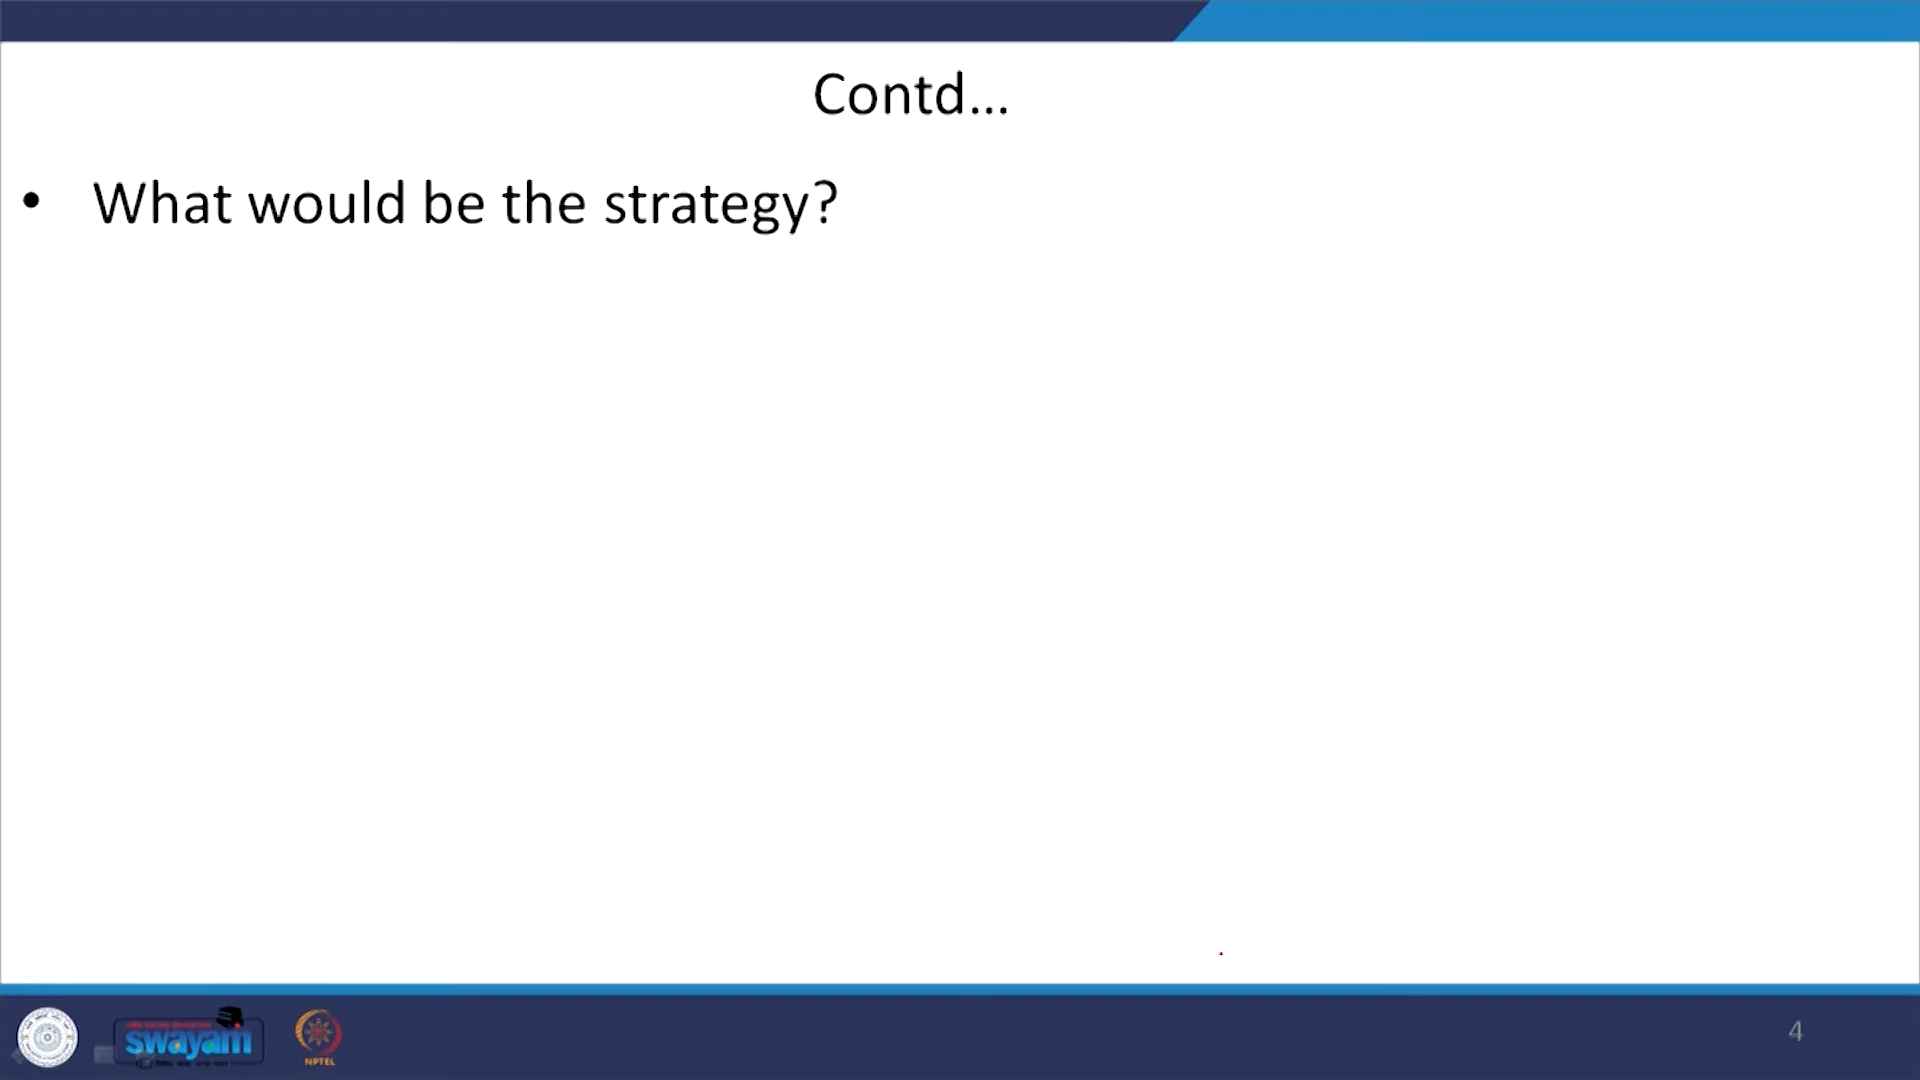 Contd...
• What would be the strategy?
swayam
NPTEL
4